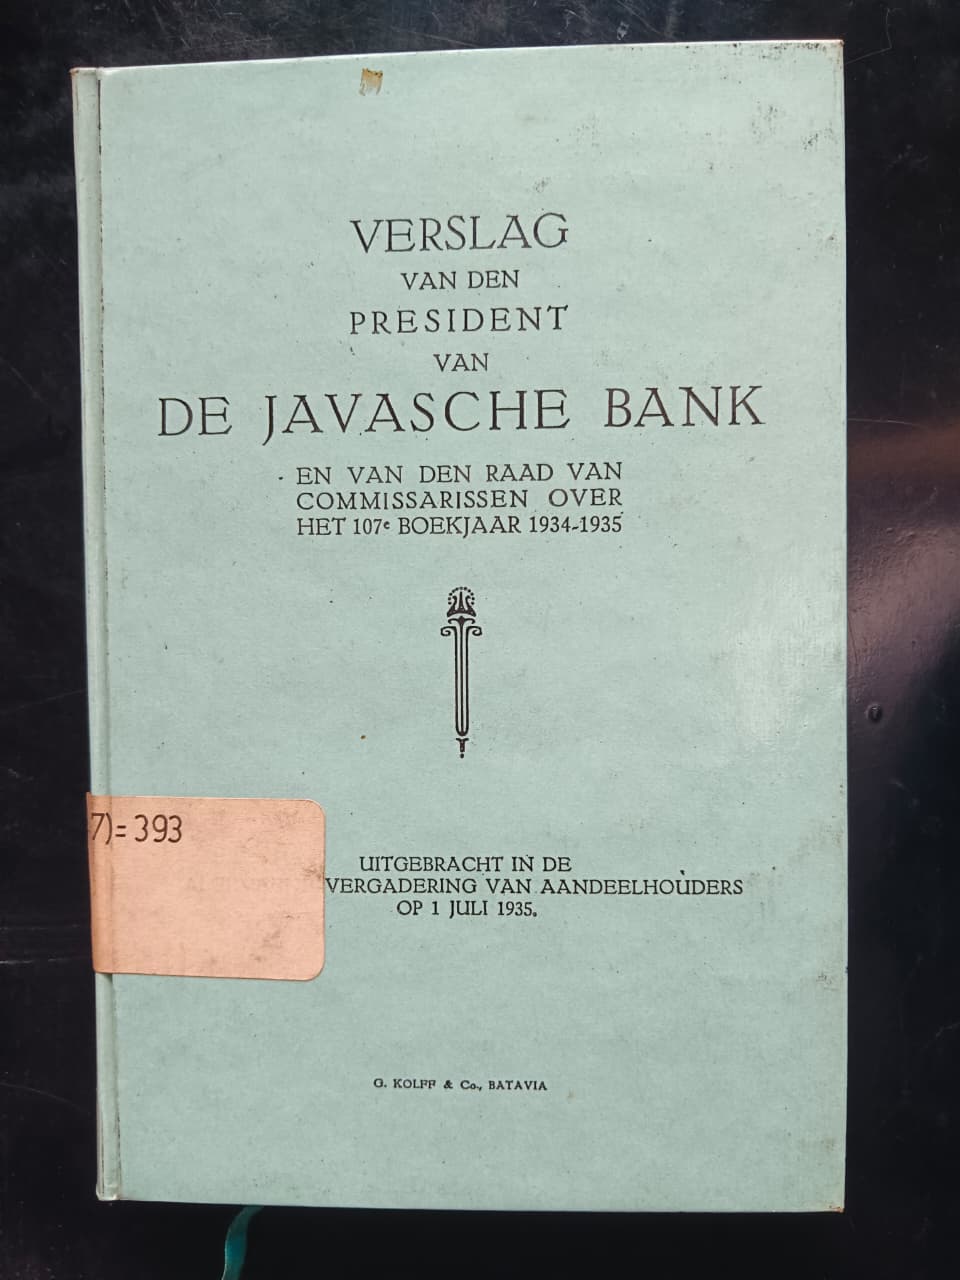 VERSLAG
VAN DEN
PRESIDENT
VAN
DE JAVASCHE BANK
EN VAN DEN RAAD VAN
COMMISSARISSEN OVER
HET 107e BOEKJAAR 1934-1935
7)= 393
UITGEBRACHT IN DE
VERGADERING VAN AANDEELHOUDERS
OP 1 JULI 1935.
G. KOLFF & Co., BATAVIA